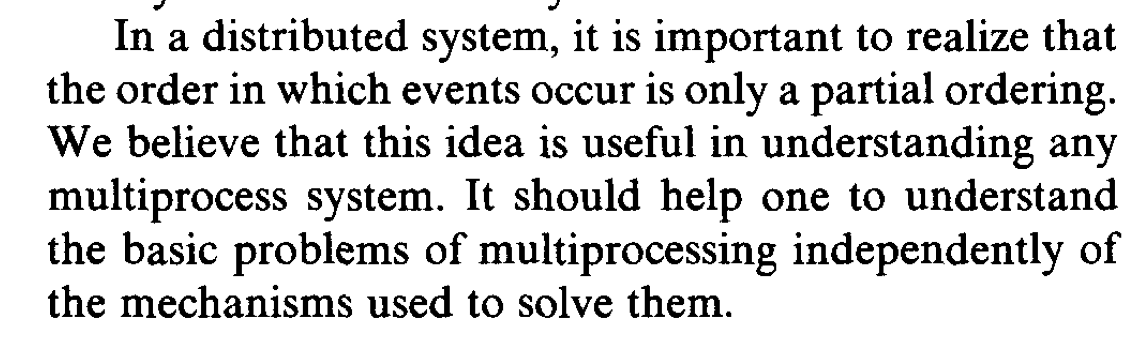 In a distributed system, it is important to realize that
the order in which events occur is only a partial ordering.
We believe that this idea is useful in understanding any
multiprocess system. It should help one to understand
the basic problems of multiprocessing independently of
the mechanisms used to solve them.